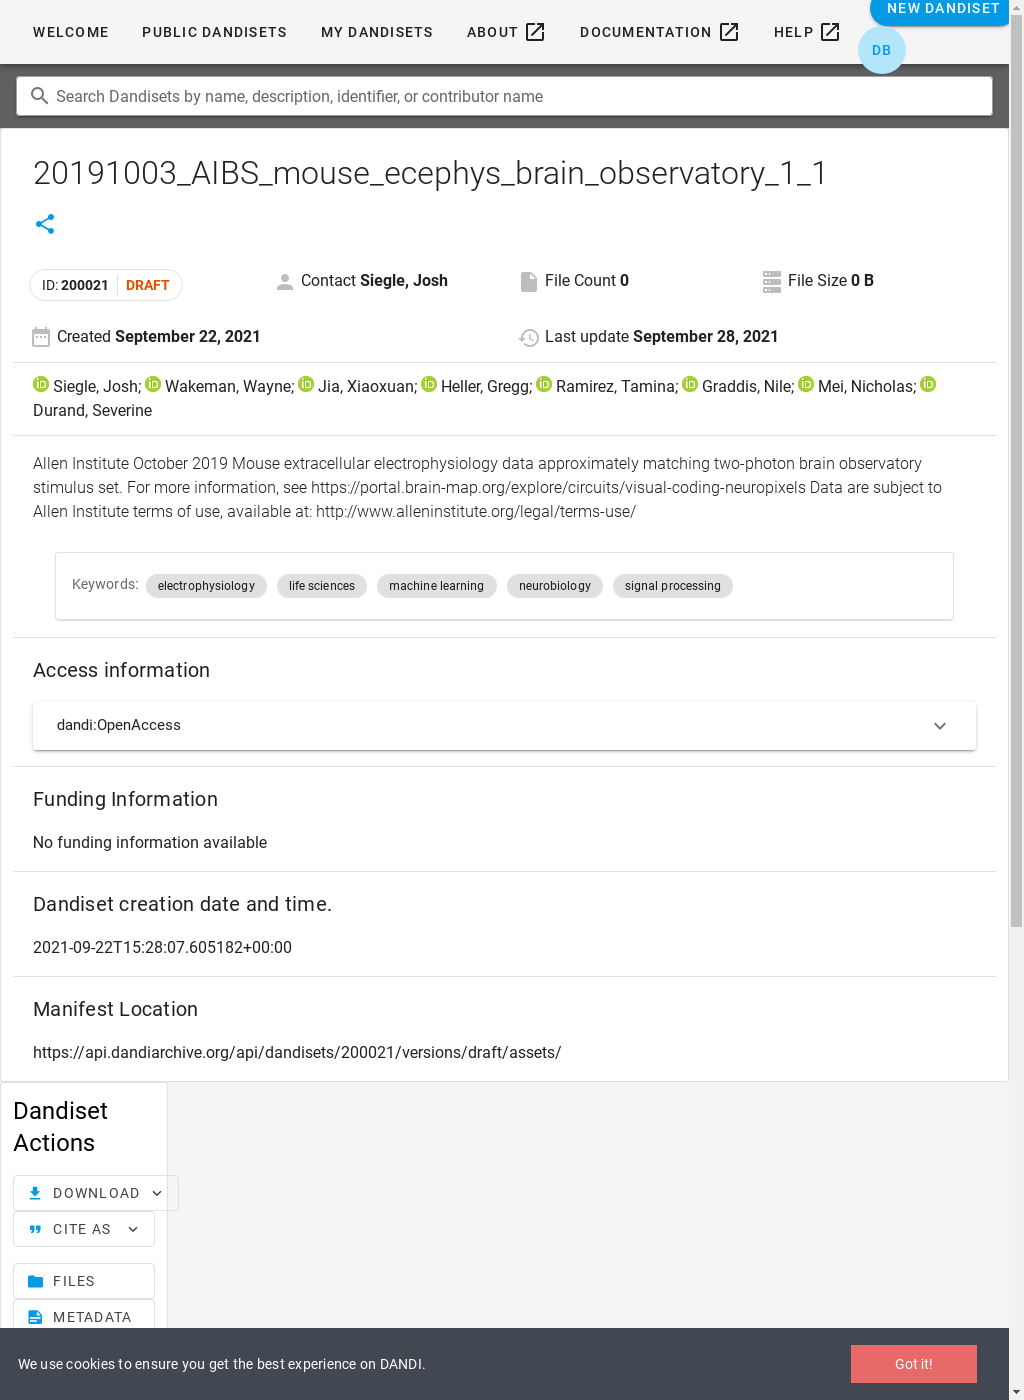 WELCOME PUBLIC DANDISETS MY DANDISETS ABOUT DOCUMENTATION HELP NEW DANDISET
DB
Search Dandisets by name, description, identifier, or contributor name
20191003_AIBS_mouse_ecephys_brain_observatory_1_1
ID: 200021 DRAFT Contact Siegle, Josh File Count 0 File Size 0 B
Created September 22, 2021 Last update September 28, 2021
iD Siegle, Josh; iD Wakeman, Wayne; iD Jia, Xiaoxuan; iD Heller, Gregg; iD Ramirez, Tamina; iD Graddis, Nile; iD Mei, Nicholas; iD
Durand, Severine
Allen Institute October 2019 Mouse extracellular electrophysiology data approximately matching two-photon brain observatory
stimulus set. For more information, see https://portal.brain-map.org/explore/circuits/visual-coding-neuropixels Data are subject to
Allen Institute terms of use, available at: http://www.alleninstitute.org/legal/terms-use/
Keywords: electrophysiology life sciences machine learning neurobiology signal processing
Access information
dandi:OpenAccess
Funding Information
No funding information available
Dandiset creation date and time.
2021-09-22T15:28:07.605182+00:00
Manifest Location
https://api.dandiarchive.org/api/dandisets/200021/versions/draft/assets/
Dandiset
Actions
DOWNLOAD
CITE AS
FILES
METADATA
We use cookies to ensure you get the best experience on DANDI. Got it!